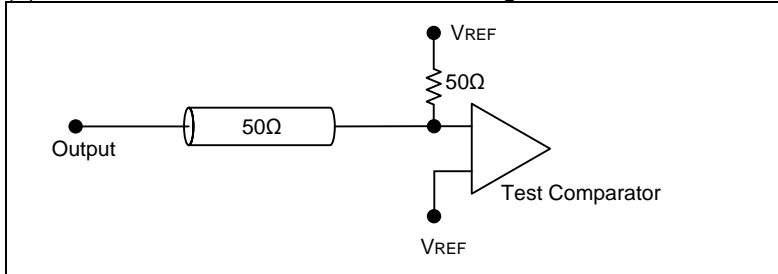 VREF
50Ω
50Ω
Output
Test Comparator
VREF